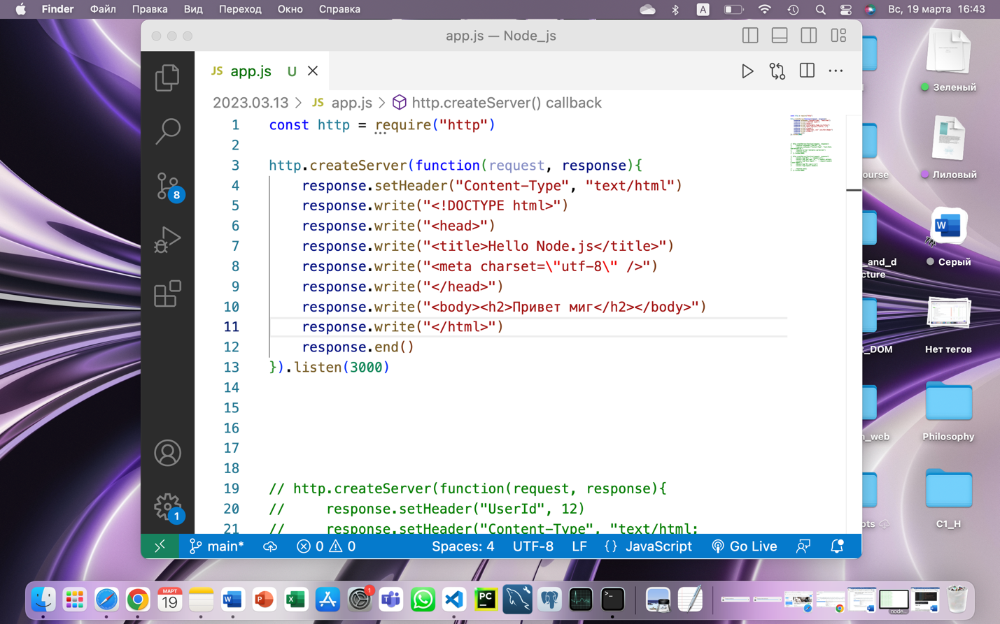 Finder Файл Правка Вид Переход Окно Справка A Вс, 19 марта 16:43
app.js — Node_js
JS app.js U
2023.03.13 > JS app.js > http.createServer() callback
1 const http = require("http")
2
3 http.createServer(function(request, response){
4 response.setHeader("Content-Type", "text/html")
5 response.write("<!DOCTYPE html>")
6 response.write("<head>")
7 response.write("<title>Hello Node.js</title>")
8 response.write("<meta charset=\"utf-8\" />")
9 response.write("</head>")
10 response.write("<body><h2>Привет миг</h2></body>")
11 response.write("</html>")
12 response.end()
13 }).listen(3000)
14
15
16
17
18
19 // http.createServer(function(request, response){
20 // response.setHeader("UserId", 12)
21 // response.setHeader("Content-Type", "text/html;
8
1
main* 0 0 Spaces: 4 UTF-8 LF {} JavaScript Go Live
Зеленый
ourse
Лиловый
_and_d
cture
W
Серый
_DOM
Нет тегов
_web
Philosophy
ots
C1_H
МАРТ
19
W
P
X
1
PC
>_
node...